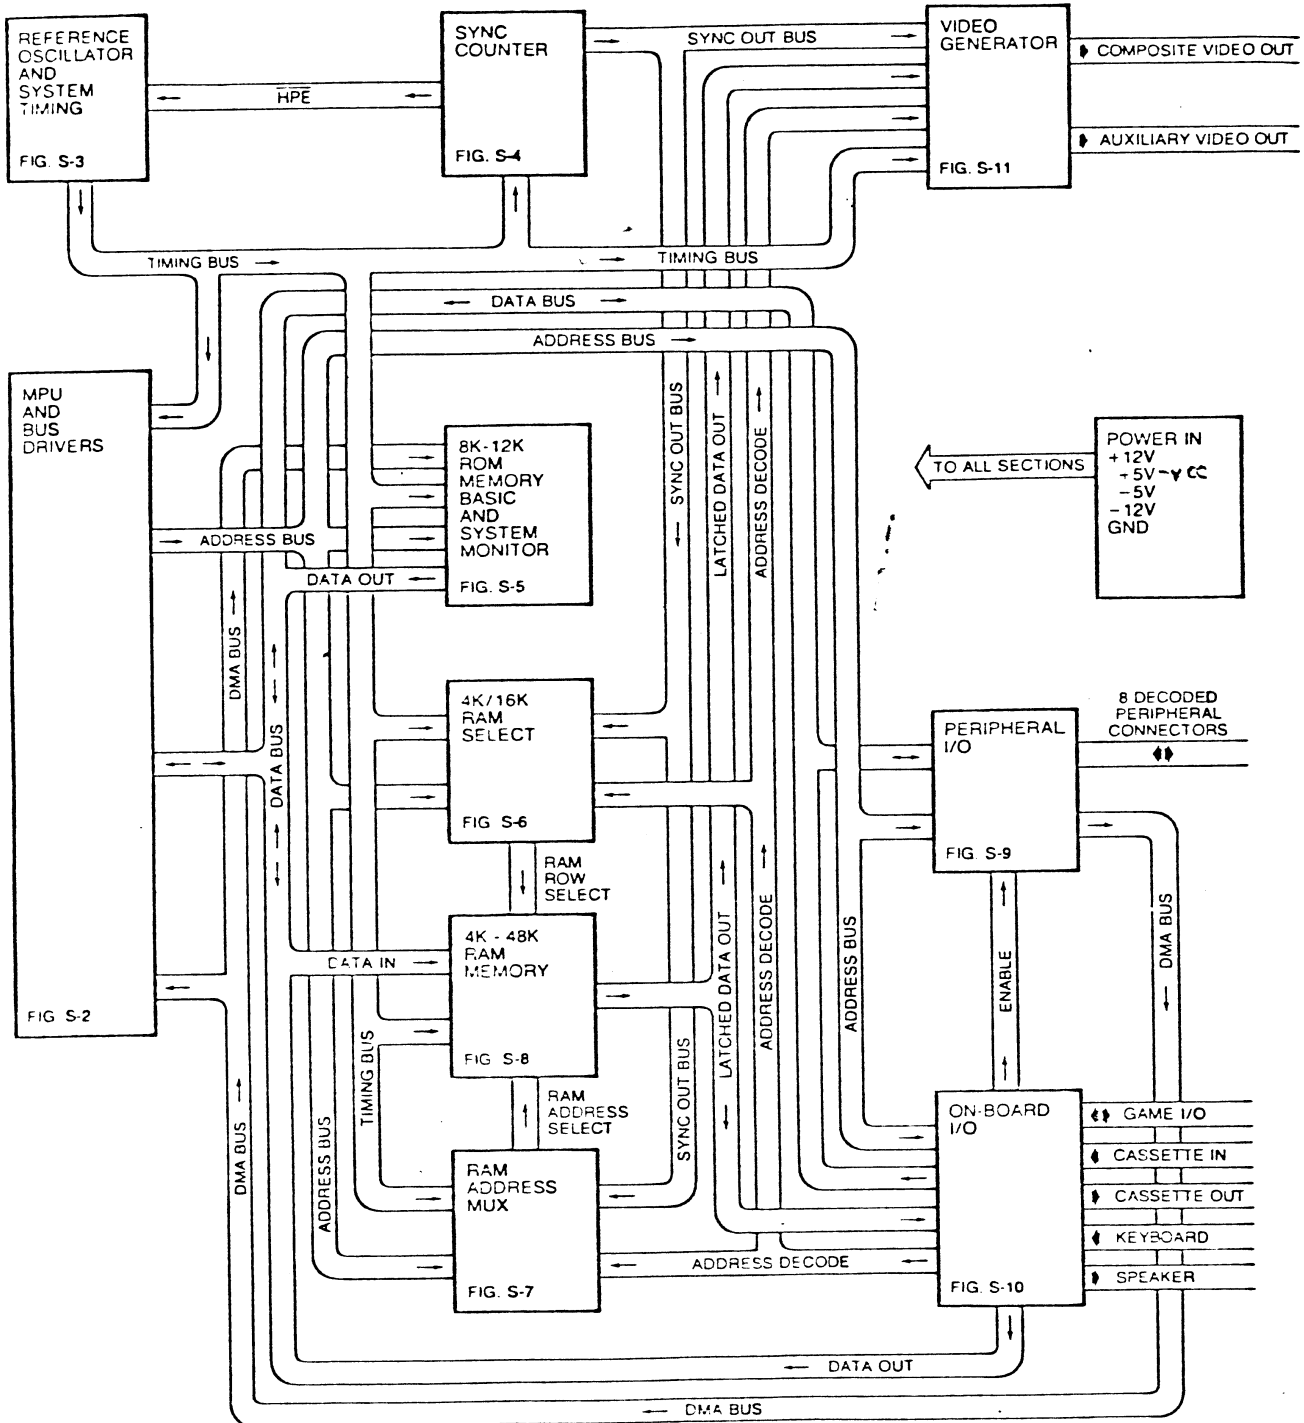 REFERENCE
OSCILLATOR
AND
SYSTEM
TIMING
FIG. S-3
HPE
SYNC
COUNTER
FIG. S-4
SYNC OUT BUS
VIDEO
GENERATOR
FIG. S-11
COMPOSITE VIDEO OUT
AUXILIARY VIDEO OUT
TIMING BUS
TIMING BUS
DATA BUS
ADDRESS BUS
MPU
AND
BUS
DRIVERS
FIG S-2
8K-12K
ROM
MEMORY
BASIC
AND
SYSTEM
MONITOR
FIG. S-5
ADDRESS BUS
DATA OUT
SYNC OUT BUS
LATCHED DATA OUT
ADDRESS DECODE
TO ALL SECTIONS
POWER IN
+12V
+5V-VCC
-5V
-12V
GND
DMA BUS
DATA BUS
4K/16K
RAM
SELECT
FIG S-6
RAM
ROW
SELECT
PERIPHERAL
I/O
FIG. S-9
8 DECODED
PERIPHERAL
CONNECTORS
4K - 48K
RAM
MEMORY
FIG S-8
DATA IN
LATCHED DATA OUT
ADDRESS DECODE
ADDRESS BUS
ENABLE
DMA BUS
RAM
ADDRESS
SELECT
TIMING BUS
ADDRESS BUS
DMA BUS
SYNC OUT BUS
RAM
ADDRESS
MUX
FIG. S-7
ADDRESS DECODE
ON-BOARD
I/O
FIG. S-10
GAME I/O
CASSETTE IN
CASSETTE OUT
KEYBOARD
SPEAKER
DATA OUT
DMA BUS